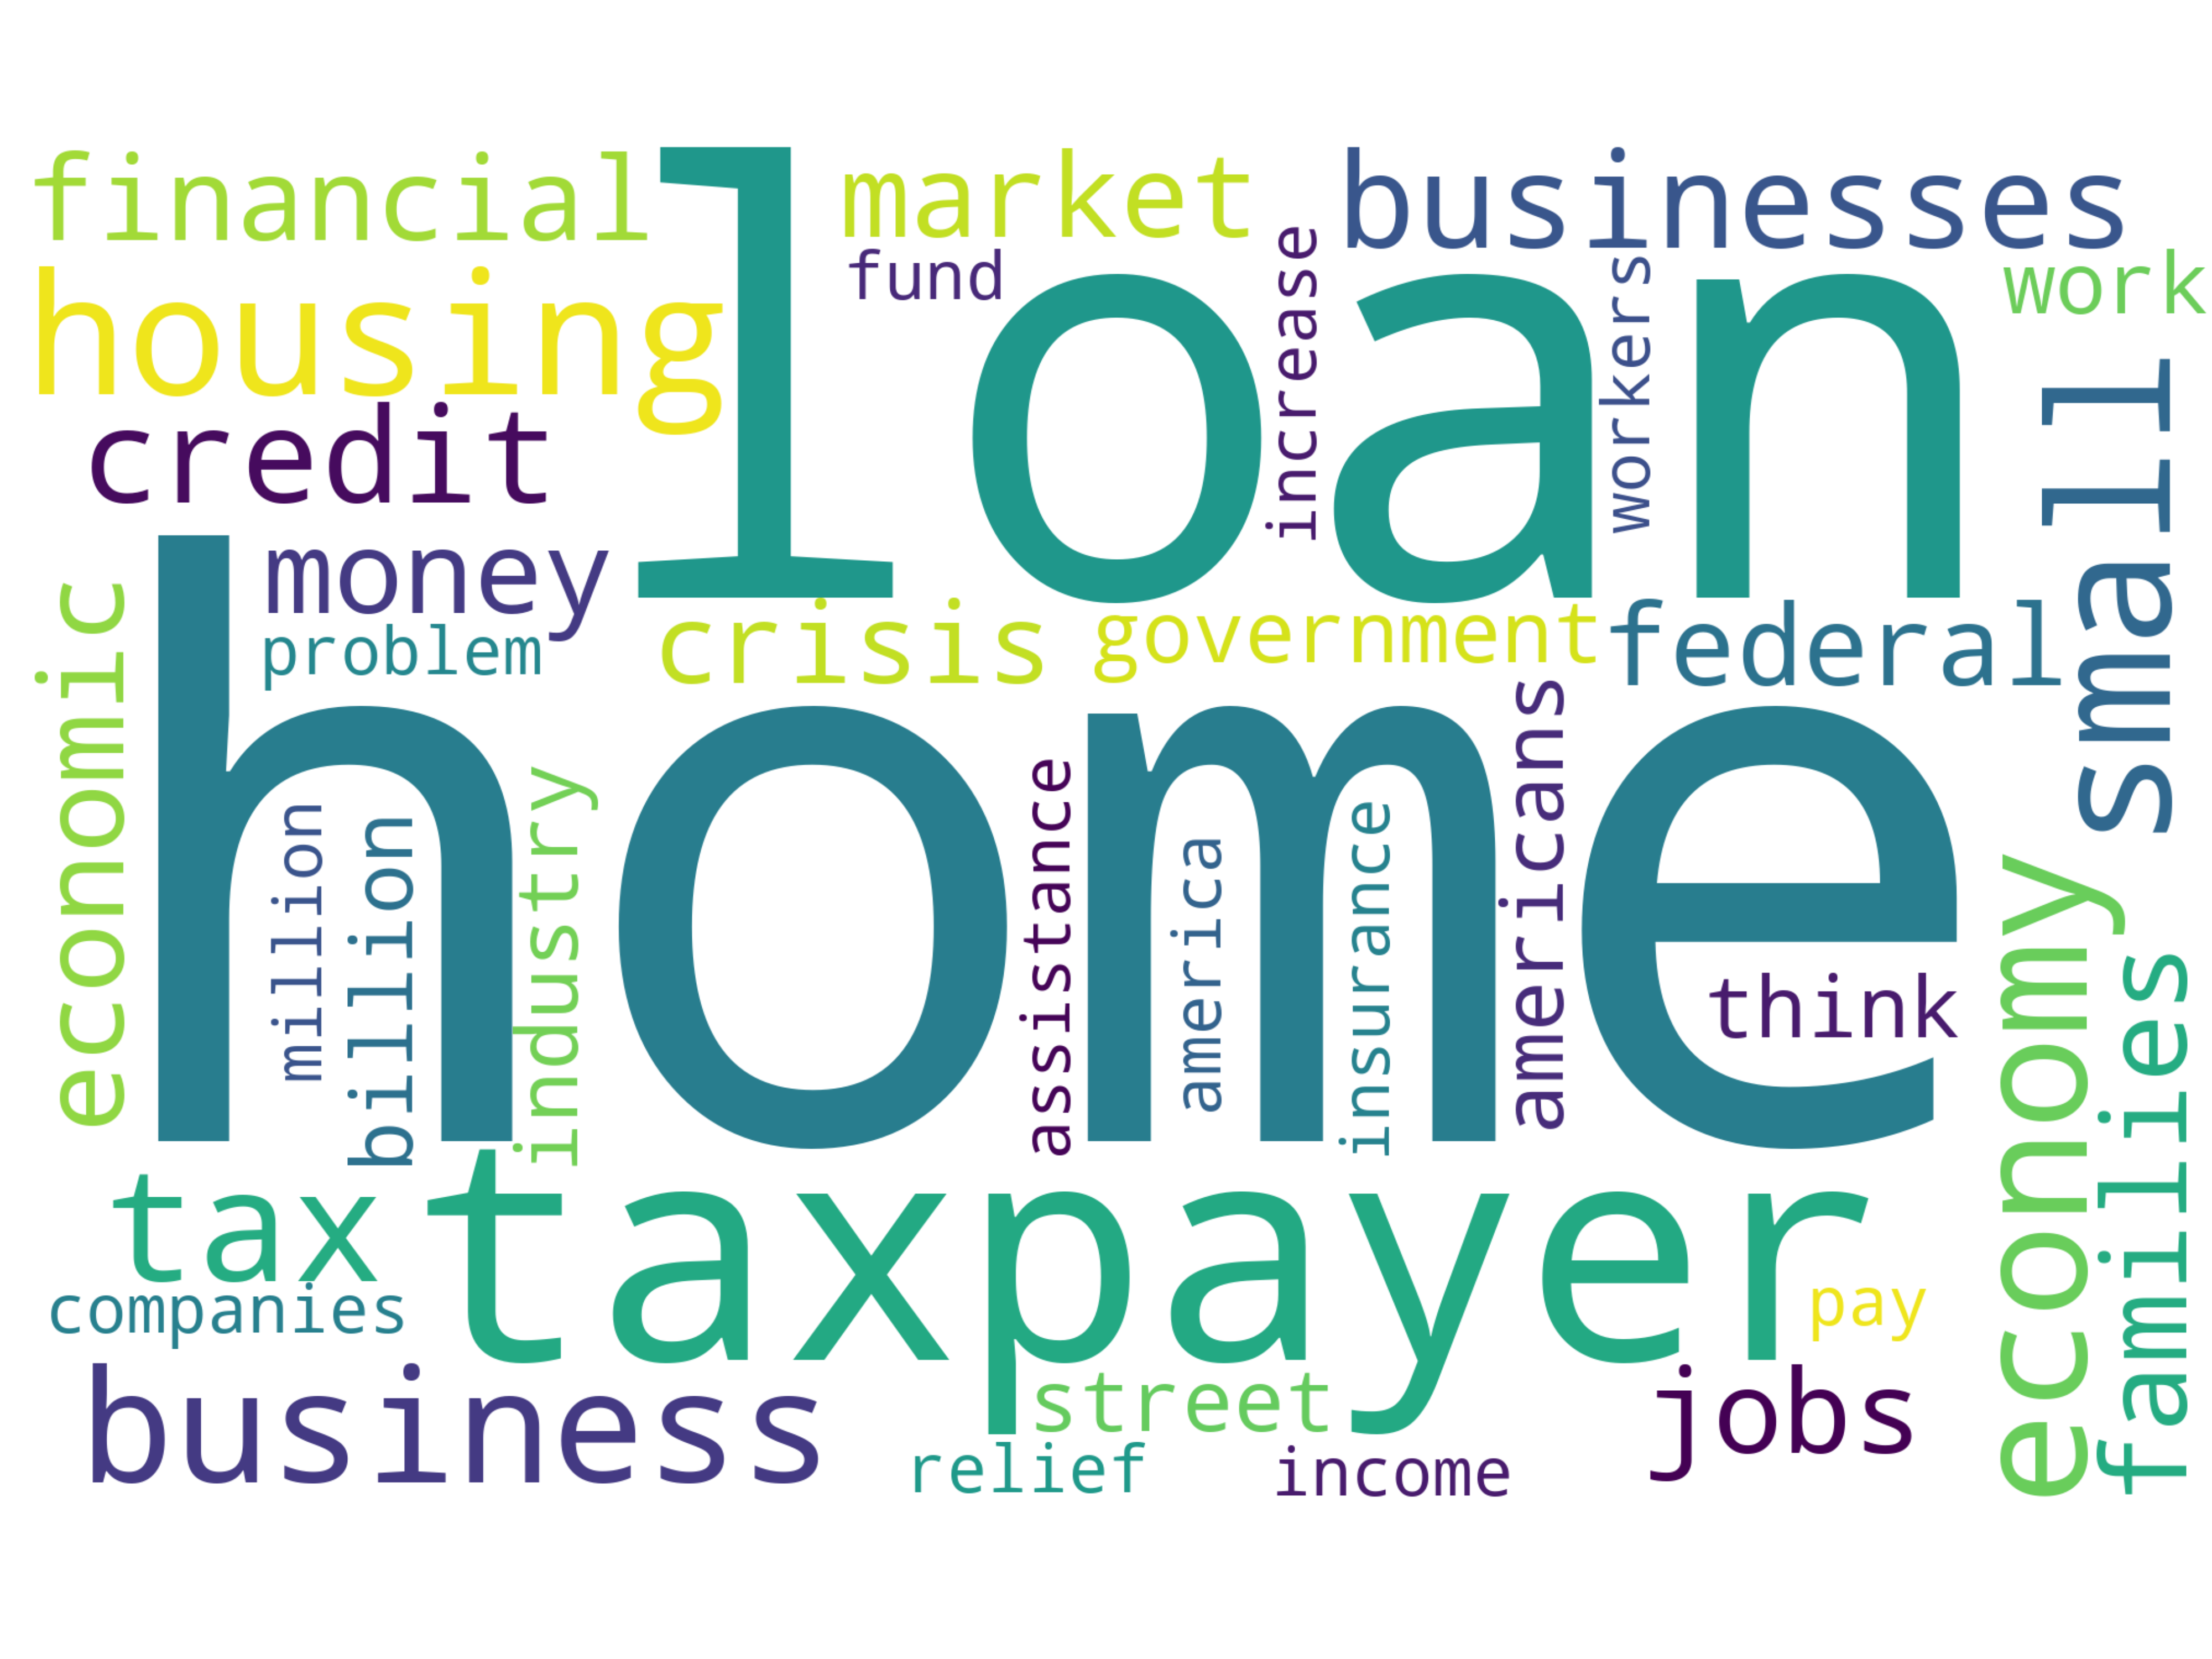 financial
market
businesses
fund
work
housing
increase
workers
loan
credit
small
money
problem
crisis
government
federal
economic
home
million
billion
industry
assistance
america
insurance
americans
think
economy
families
tax
taxpayer
companies
pay
business
street
jobs
relief
income